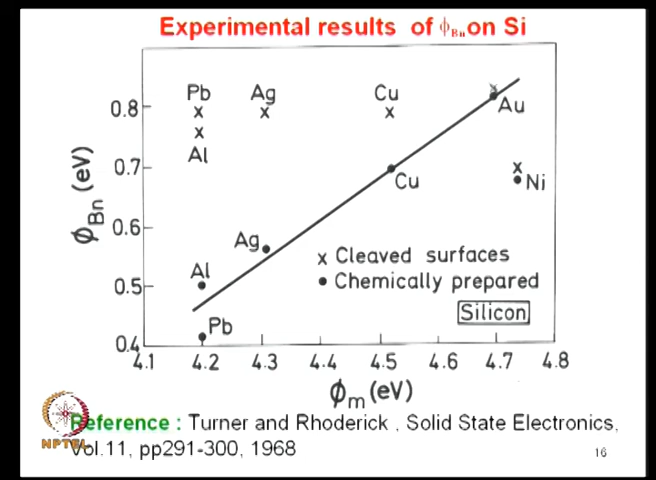 Experimental results of ϕBn on Si
Pb Ag Cu
Al
Au
Ni
Cu
Ag
Al
Pb
x Cleaved surfaces
• Chemically prepared
Silicon
ϕBn (eV)
0.8
0.7
0.6
0.5
0.4
4.1 4.2 4.3 4.4 4.5 4.6 4.7 4.8
ϕm (eV)
Reference : Turner and Rhoderick , Solid State Electronics,
Vol.11, pp291-300, 1968
NPTEL
16